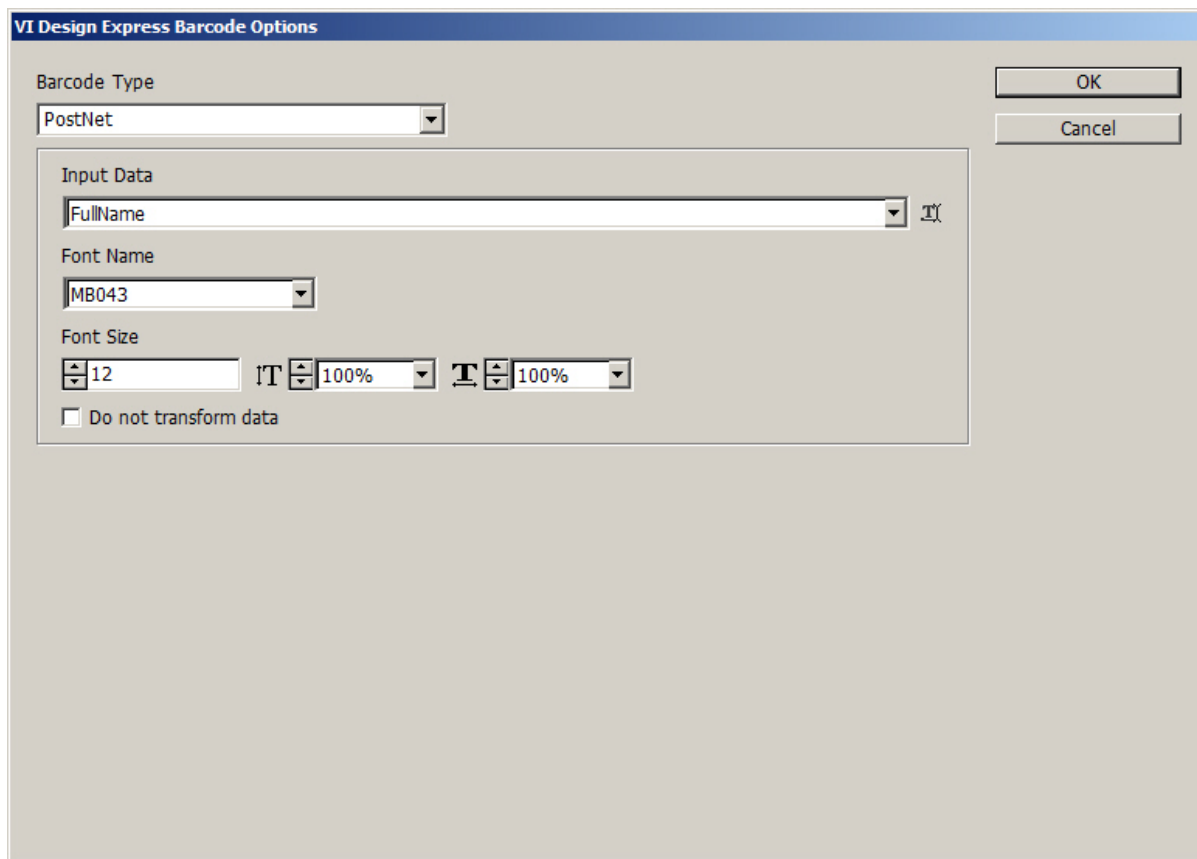 VI Design Express Barcode Options
Barcode Type
OK
PostNet
Cancel
Input Data
FullName
Font Name
MB043
Font Size
12 100% 100%
Do not transform data